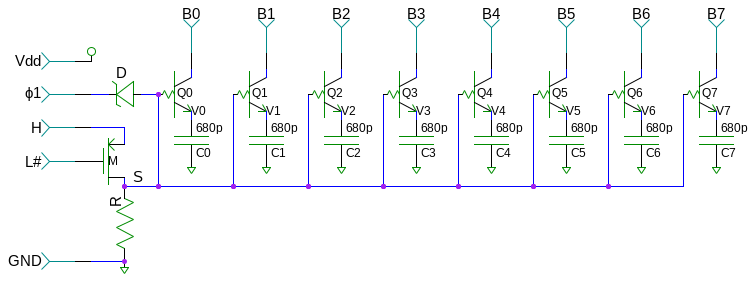 B0 B1 B2 B3 B4 B5 B6 B7
Vdd
D
ϕ1 Q0 Q1 Q2 Q3 Q4 Q5 Q6 Q7
V0 V1 V2 V3 V4 V5 V6 V7
H 680p 680p 680p 680p 680p 680p 680p 680p
C0 C1 C2 C3 C4 C5 C6 C7
L# M
S
R
GND